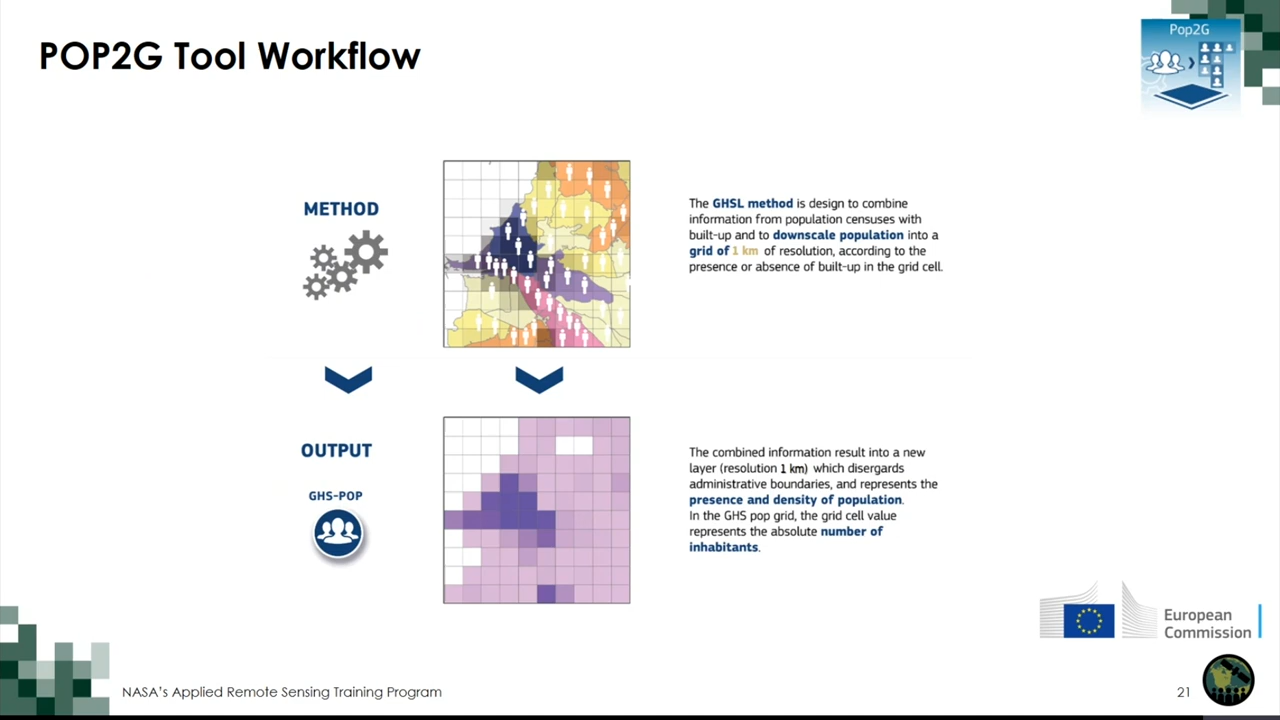 POP2G Tool Workflow
Pop2G
METHOD
The GHSL method is design to combine
information from population censuses with
built-up and to downscale population into a
grid of 1 km of resolution, according to the
presence or absence of built-up in the grid cell.
OUTPUT
GHS-POP
The combined information result into a new
layer (resolution 1 km) which disergards
administrative boundaries, and represents the
presence and density of population.
In the GHS pop grid, the grid cell value
represents the absolute number of
inhabitants.
European
Commission
NASA's Applied Remote Sensing Training Program
21